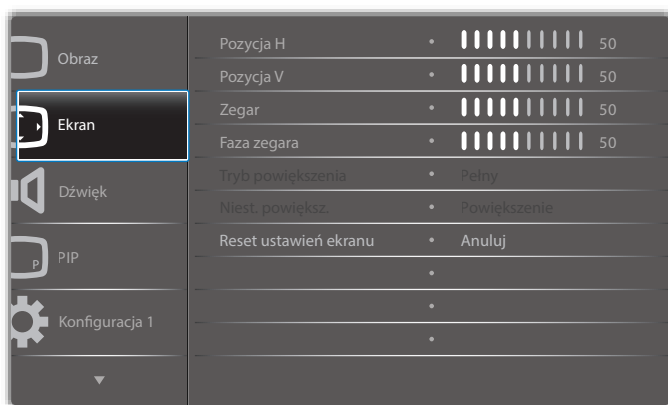 Obraz
Ekran
Dźwięk
P
PIP
Konfiguracja 1
Pozycja H • 50
Pozycja V • 50
Zegar • 50
Faza zegara • 50
Tryb powiększenia • Pełny
Niest. powiększ. • Powiększenie
Reset ustawień ekranu • Anuluj